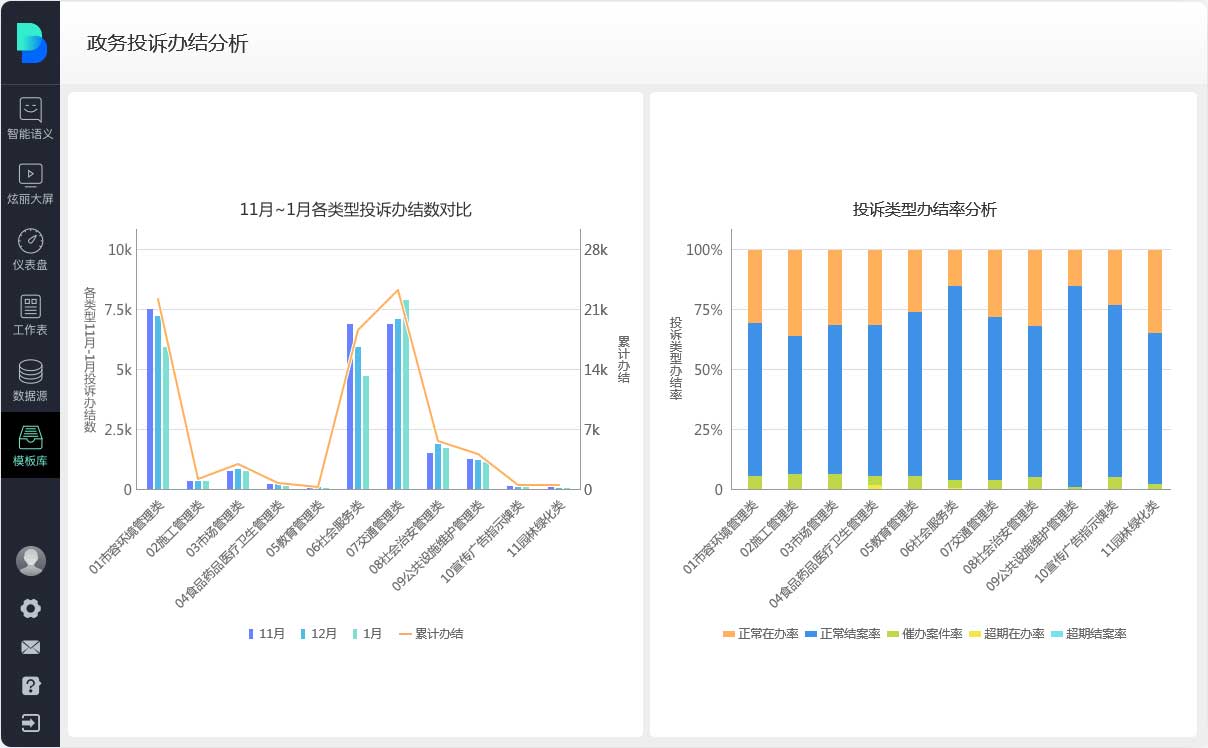 政务投诉办结分析
智能语义
炫丽大屏
仪表盘
工作表
数据源
模板库
11月~1月各类型投诉办结数对比
各类型11月-1月投诉办结数
10k
7.5k
5k
2.5k
0
28k
21k
14k
7k
0
累计办结
01市容环境管理类
02施工管理类
03市场管理类
04食品药品医疗卫生管理类
05教育管理类
06社会服务类
07交通管理类
08社会治安管理类
09公共设施维护管理类
10宣传广告指示牌类
11园林绿化类
11月 12月 1月 累计办结
投诉类型办结率分析
投诉类型办结率
100%
75%
50%
25%
0
01市容环境管理类
02施工管理类
03市场管理类
04食品药品医疗卫生管理类
05教育管理类
06社会服务类
07交通管理类
08社会治安管理类
09公共设施维护管理类
10宣传广告指示牌类
11园林绿化类
正常在办率 正常结案率 催办案件率 超期在办率 超期结案率